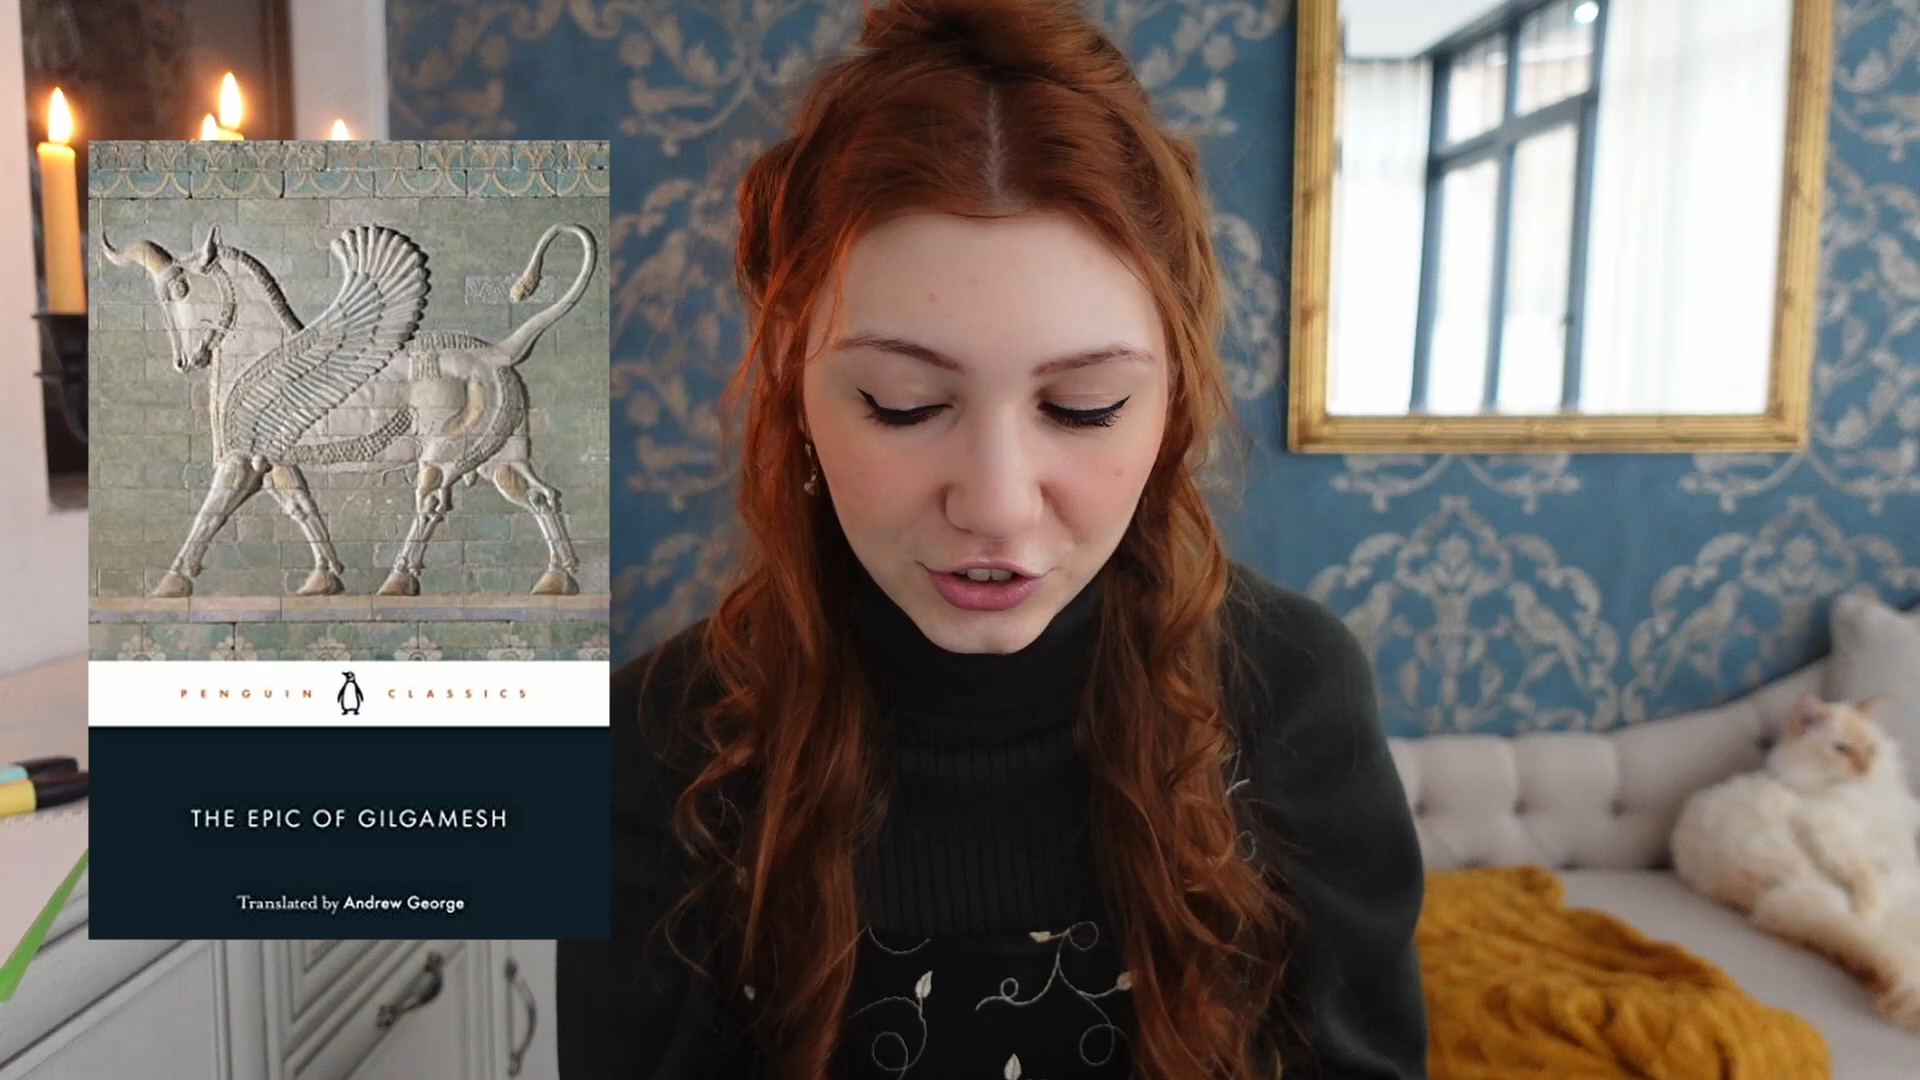 PENGUIN CLASSICS
THE EPIC OF GILGAMESH
Translated by Andrew George